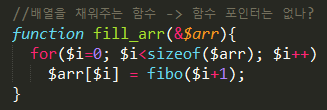 //배열을 채워주는 함수 -> 함수 포인터는 없나?
function fill_arr(&$arr){
for($i=0; $i<sizeof($arr); $i++)
$arr[$i] = fibo($i+1);
}